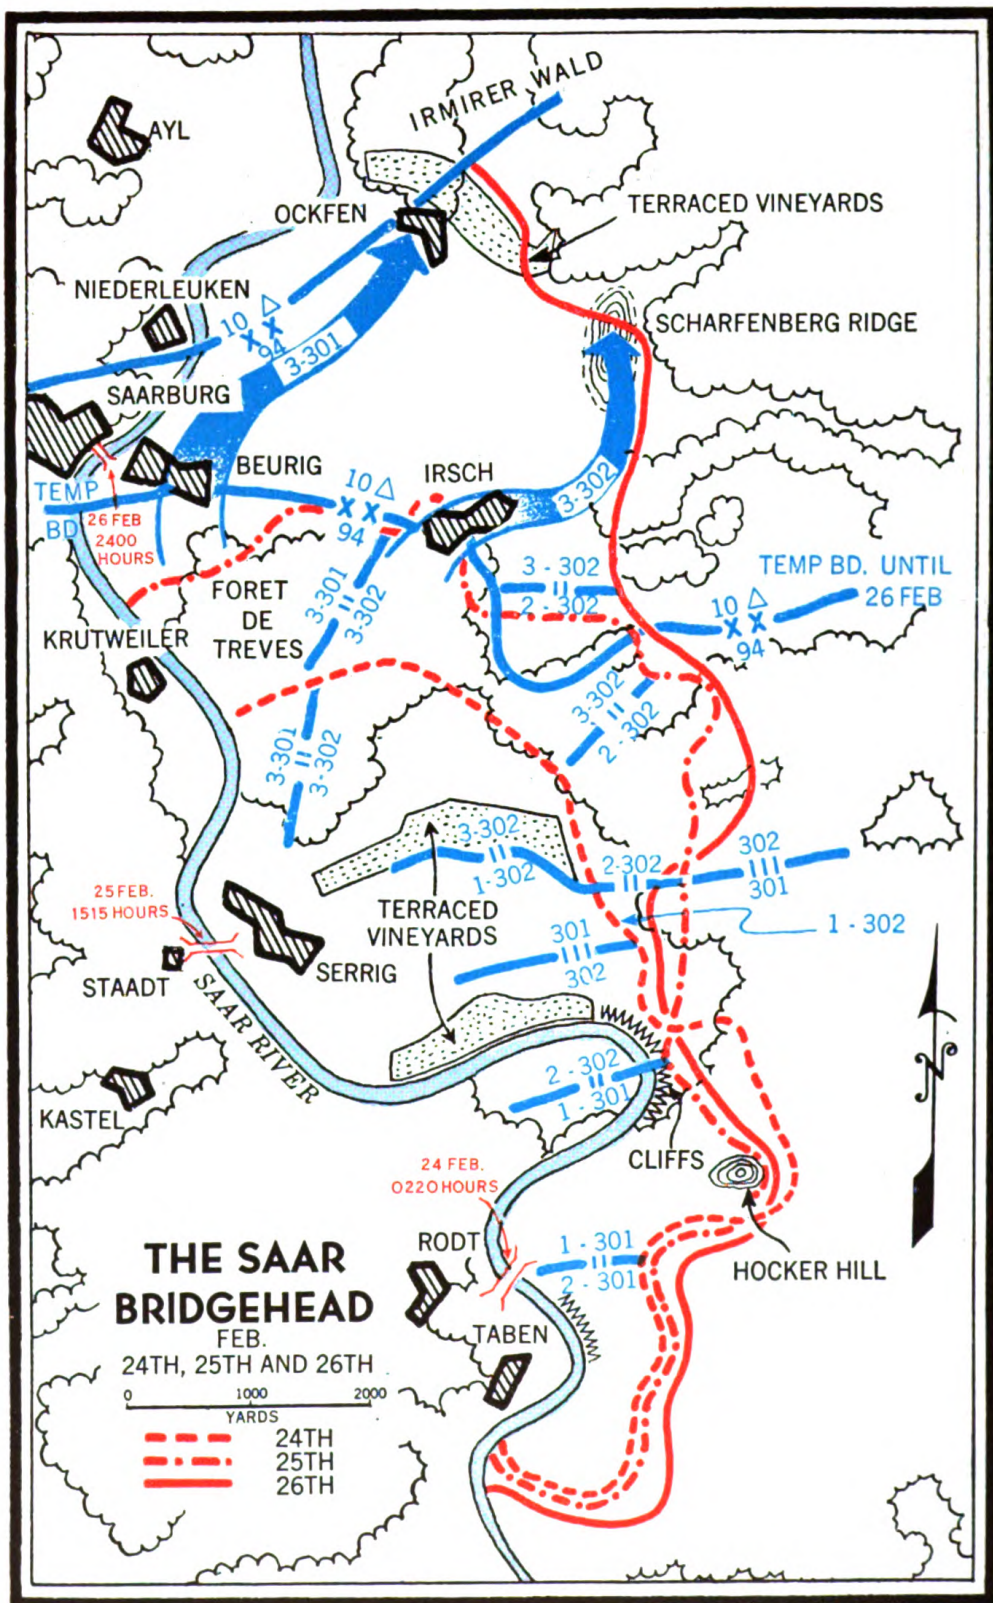 IRMIRER WALD
AYL
OCKFEN
TERRACED VINEYARDS
NIEDERLEUKEN
10 Δ
94
3-301
SCHARFENBERG RIDGE
SAARBURG
BEURIG
IRSCH
TEMP
BD
26 FEB
2400
HOURS
10 Δ
94
3-302
FORET
DE
TREVES
3-301
3-302
3 - 302
2 - 302
TEMP BD. UNTIL
26 FEB
10 Δ
94
KRUTWEILER
3-302
2 - 302
3-301
3-302
3-302
1-302
2-302
302
301
25 FEB.
1515 HOURS
TERRACED
VINEYARDS
1 - 302
301
302
STAADT
SERRIG
SAAR RIVER
N
2 - 302
1 - 301
KASTEL
CLIFFS
24 FEB.
0220 HOURS
RODT
1 - 301
2 - 301
HOCKER HILL
TABEN
THE SAAR
BRIDGEHEAD
FEB.
24TH, 25TH AND 26TH
0 1000 2000
YARDS
24TH
25TH
26TH